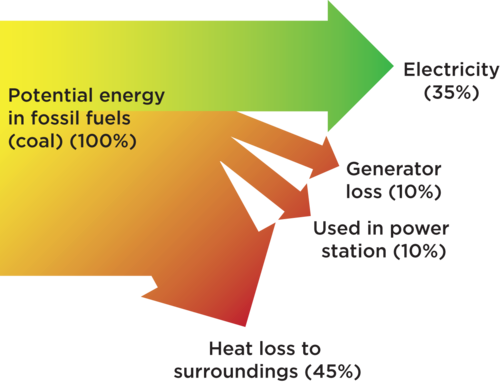 Electricity
(35%)
Potential energy
in fossil fuels
(coal) (100%)
Generator
loss (10%)
Used in power
station (10%)
Heat loss to
surroundings (45%)